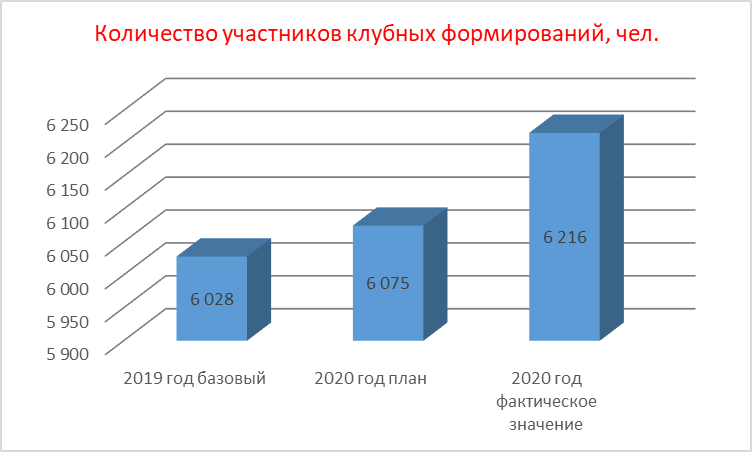 Количество участников клубных формирований, чел.
6 250
6 200
6 150
6 100
6 050
6 000
5 950
5 900
6 028
6 075
6 216
2019 год базовый
2020 год план
2020 год
фактическое
значение